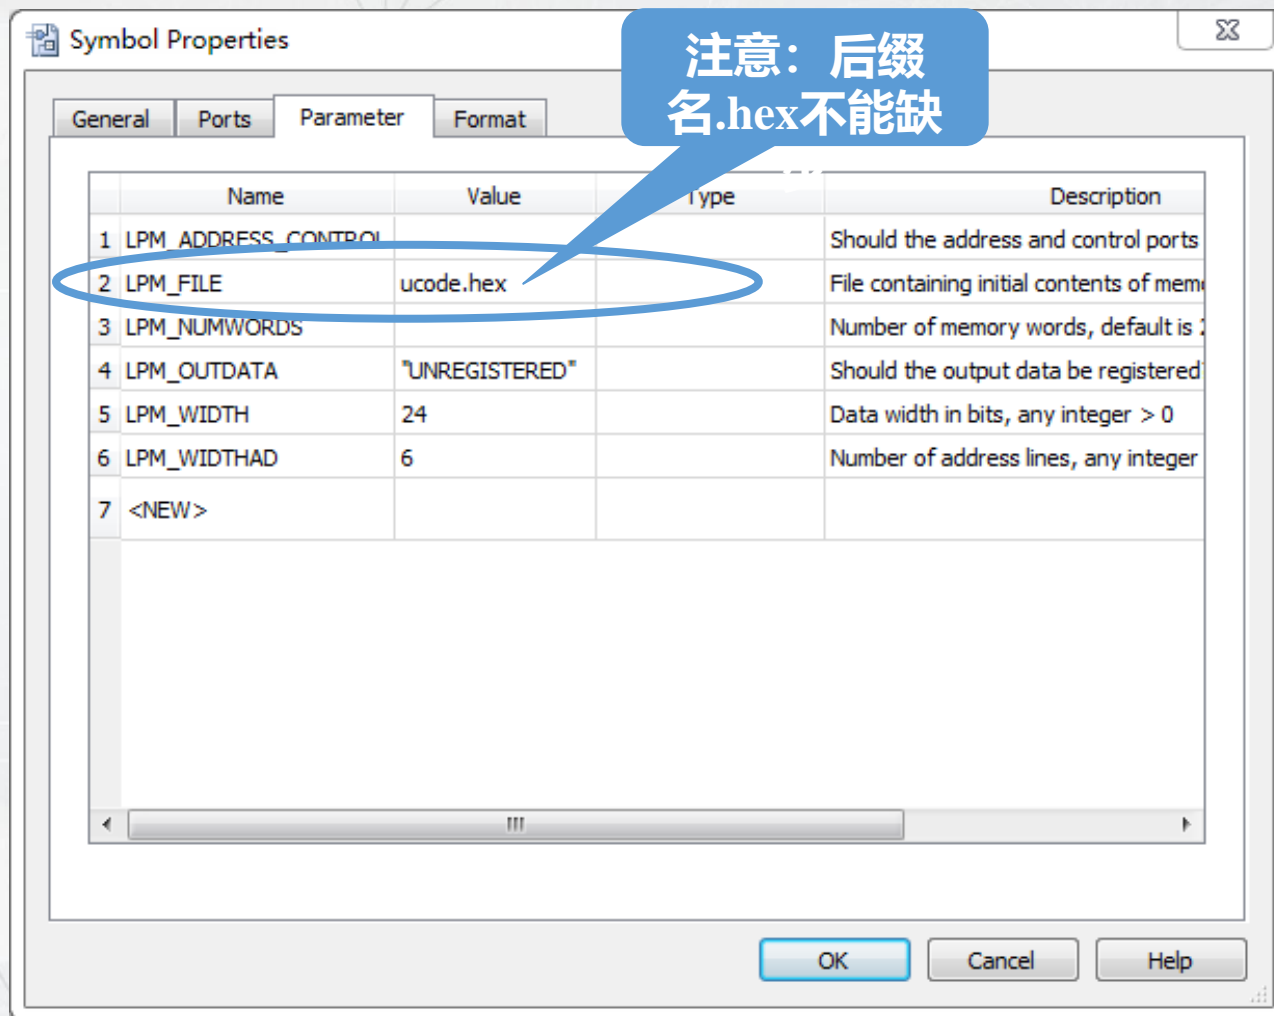 Symbol Properties
注意：后缀
名.hex不能缺
General Ports Parameter Format
Name Value Type Description
1 LPM_ADDRESS_CONTROL Should the address and control ports
2 LPM_FILE ucode.hex File containing initial contents of mem
3 LPM_NUMWORDS Number of memory words, default is
4 LPM_OUTDATA "UNREGISTERED" Should the output data be registered
5 LPM_WIDTH 24 Data width in bits, any integer > 0
6 LPM_WIDTHAD 6 Number of address lines, any integer
7 <NEW>
OK Cancel Help